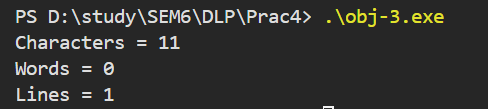 PS D:\study\SEM6\DLP\Prac4> .\obj-3.exe
Characters = 11
Words = 0
Lines = 1